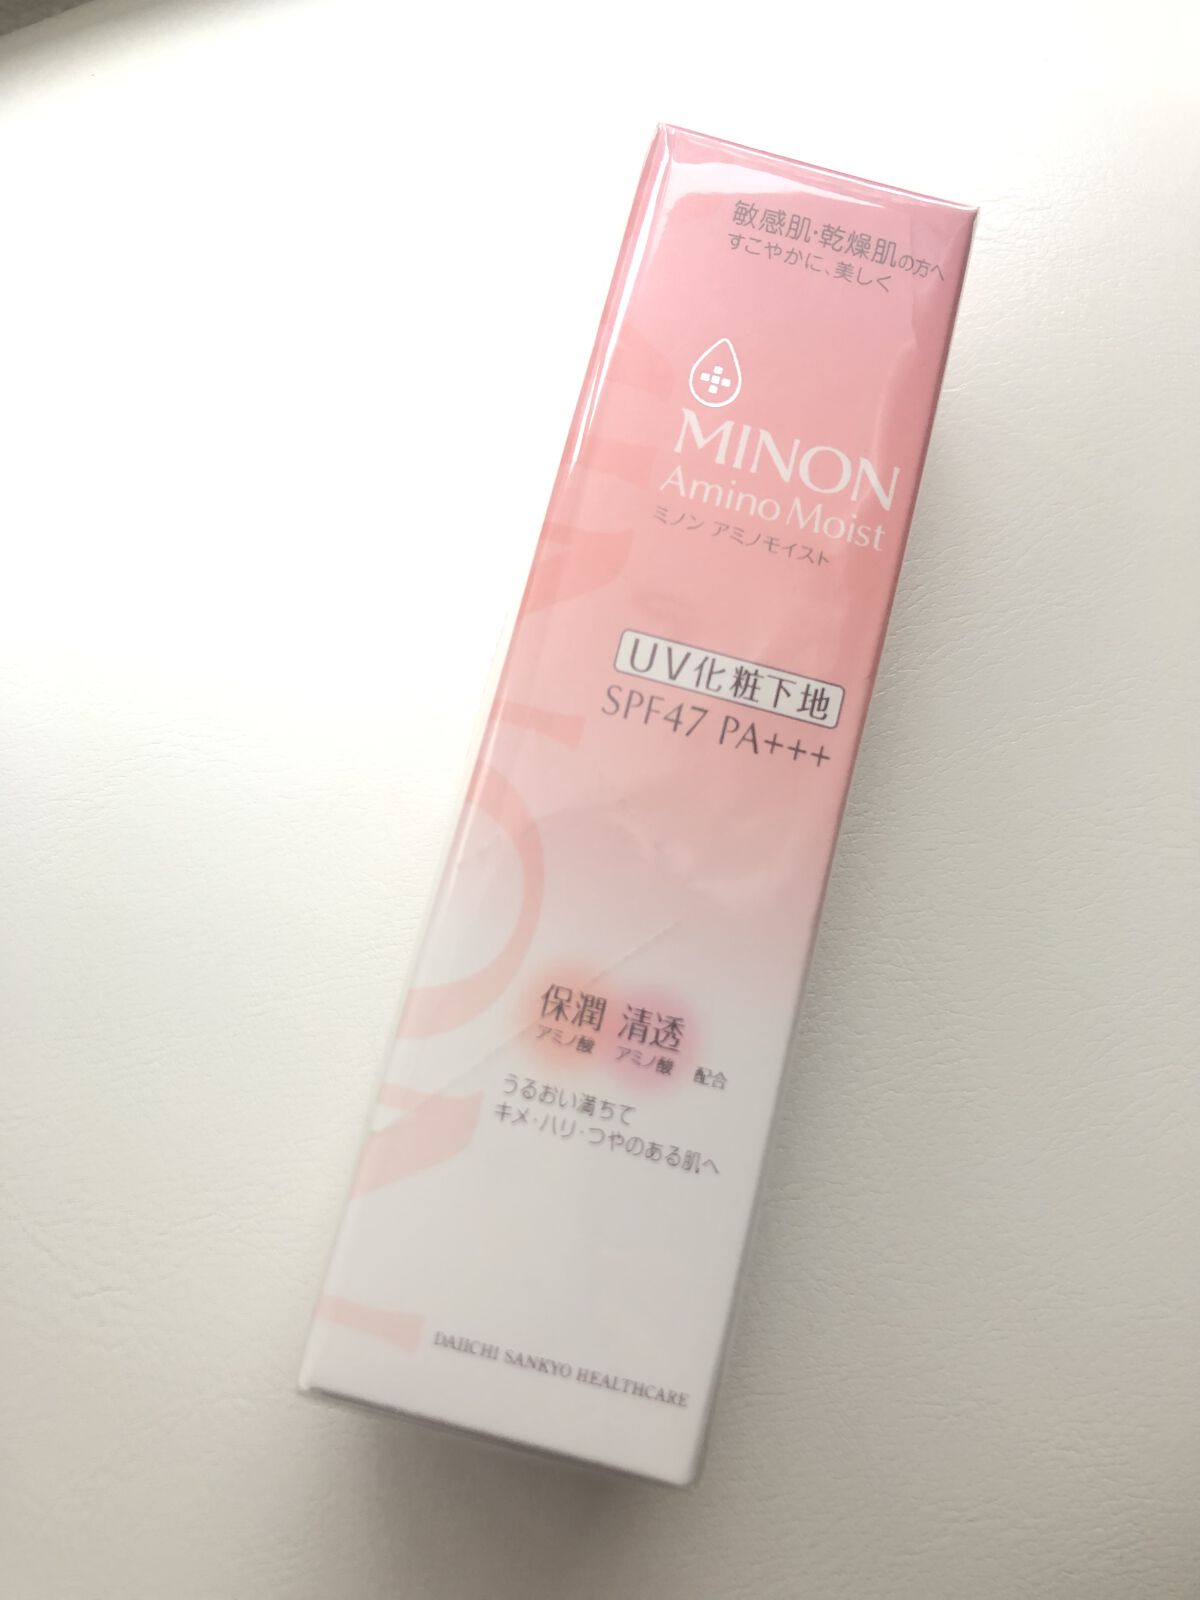 敏感肌・乾燥肌の方へ
すこやかに、美しく
MINON
Amino Moist
ミノン アミノモイスト
UV化粧下地
SPF47 PA+++
保潤 清透
アミノ酸 アミノ酸 配合
うるおい満ちて
キメ・ハリ・つやのある肌へ
DAIICHI SANKYO HEALTHCARE
MINON